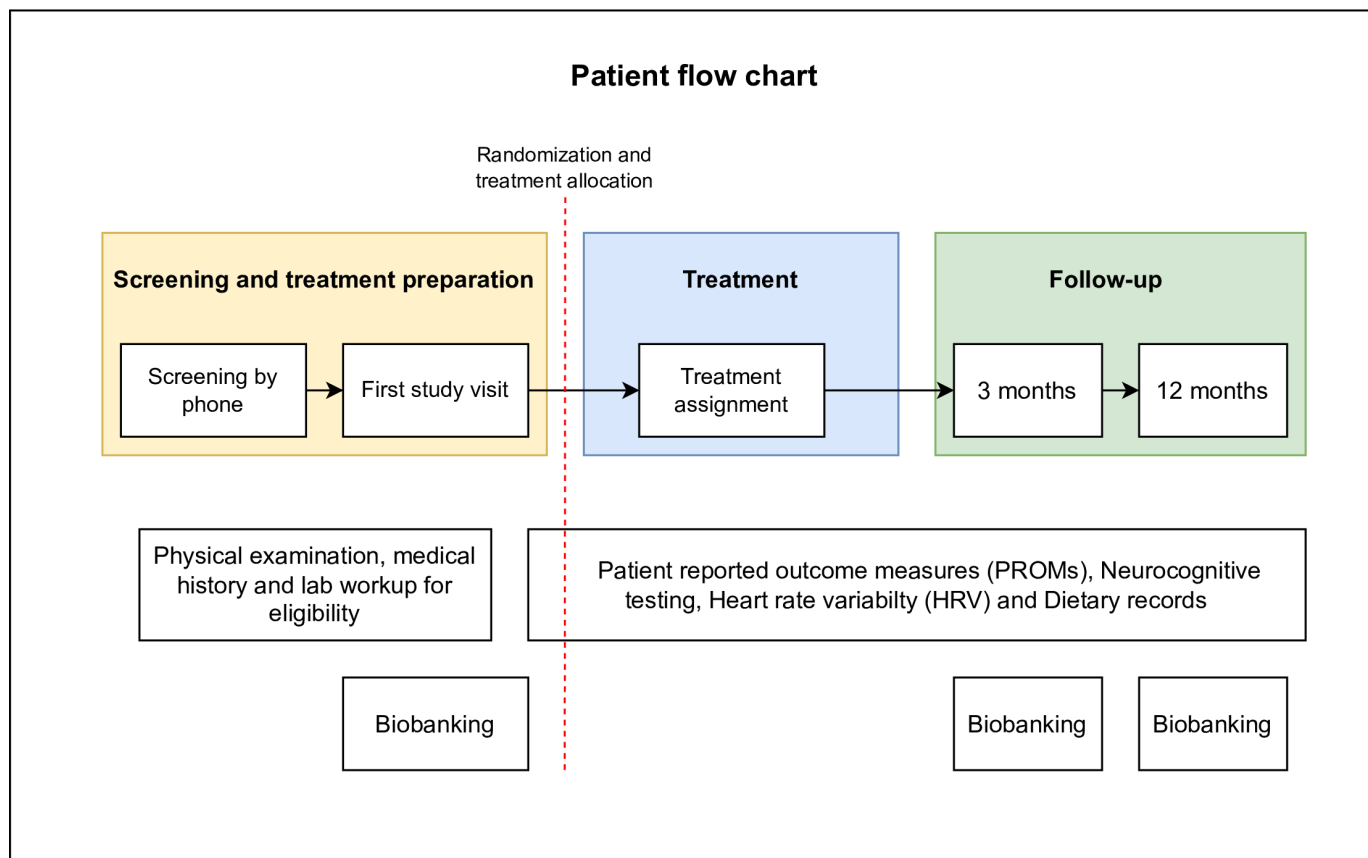 Patient flow chart
Randomization and
treatment allocation
Screening and treatment preparation
Treatment
Follow-up
Screening by
phone
First study visit
Treatment
assignment
3 months
12 months
Physical examination, medical
history and lab workup for
eligibility
Patient reported outcome measures (PROMs), Neurocognitive
testing, Heart rate variabilty (HRV) and Dietary records
Biobanking
Biobanking
Biobanking